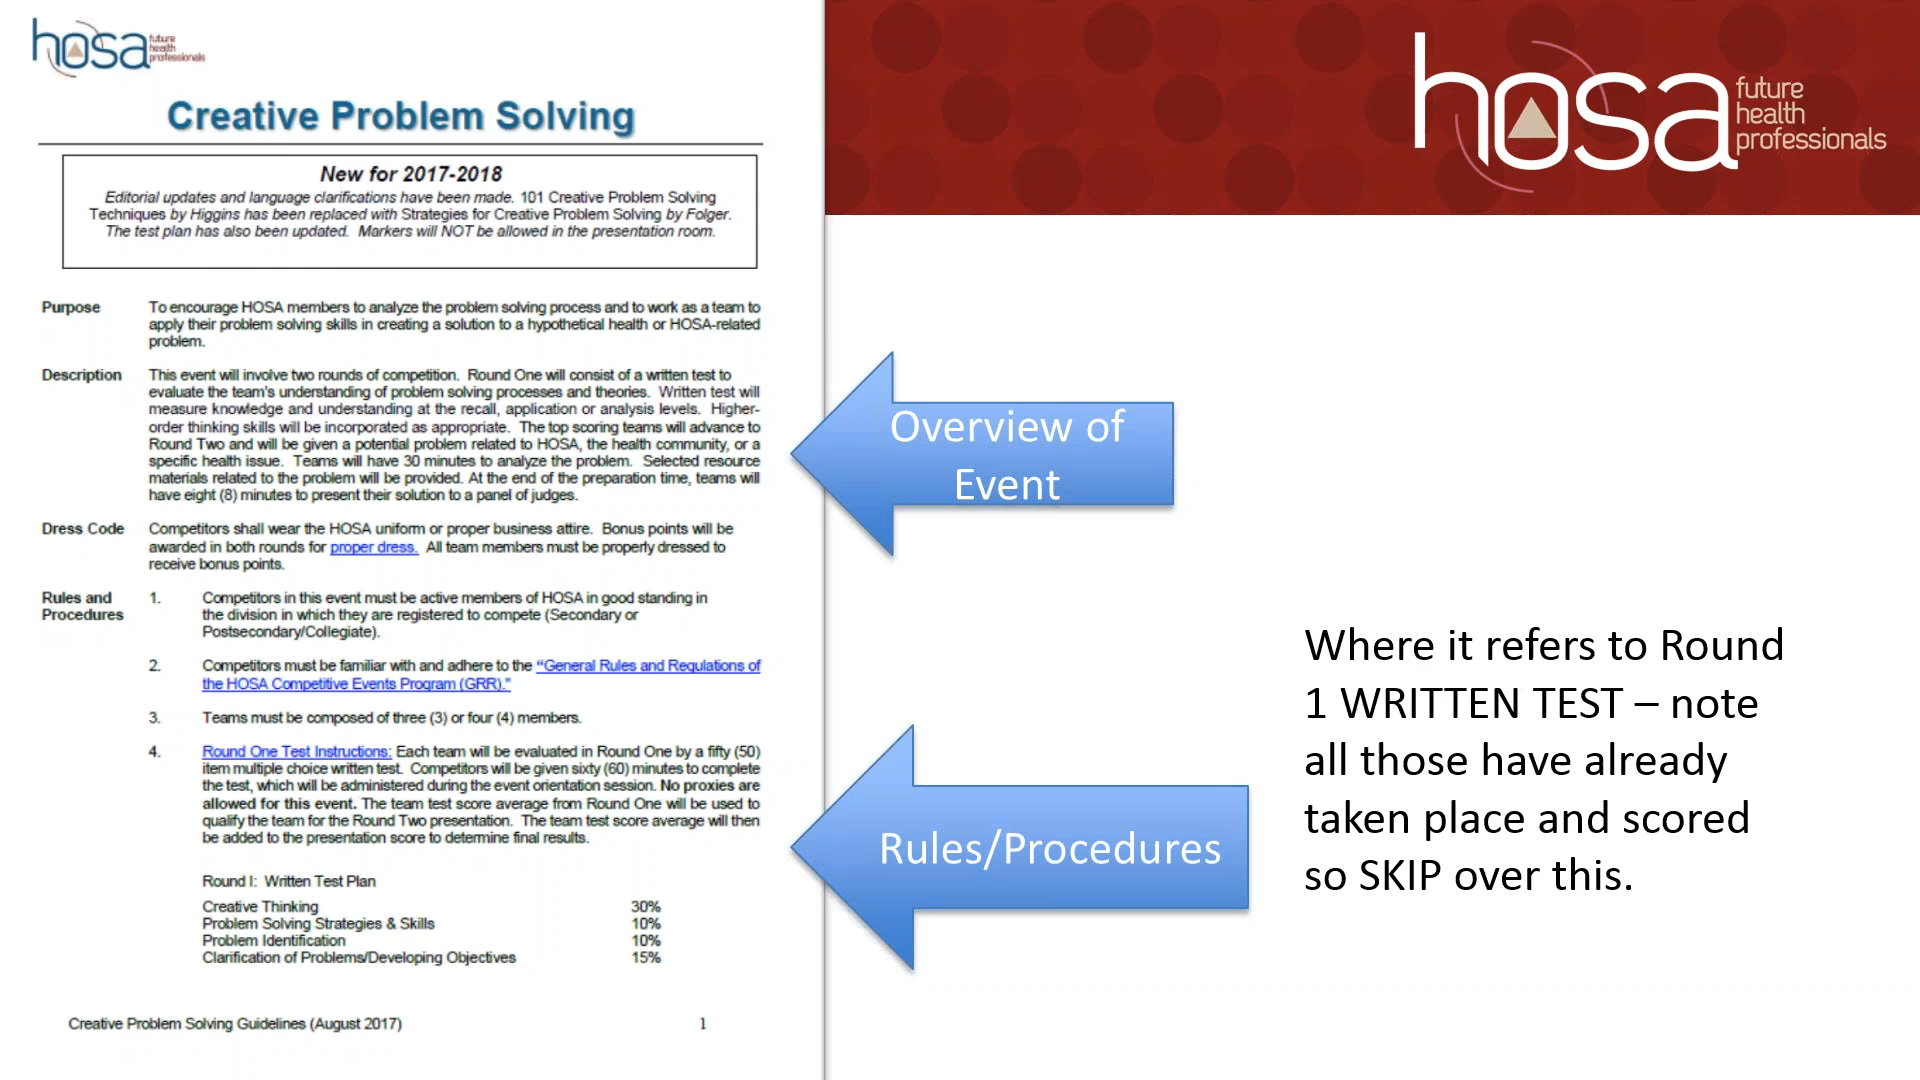 hosa future health professionals
Creative Problem Solving
New for 2017-2018
Editorial updates and language clarifications have been made. 101 Creative Problem Solving
Techniques by Higgins has been replaced with Strategies for Creative Problem Solving by Folger.
The test plan has also been updated. Markers will NOT be allowed in the presentation room.
Purpose To encourage HOSA members to analyze the problem solving process and to work as a team to
apply their problem solving skills in creating a solution to a hypothetical health or HOSA-related
problem.
Description This event will involve two rounds of competition. Round One will consist of a written test to
evaluate the team's understanding of problem solving processes and theories. Written test will
measure knowledge and understanding at the recall, application or analysis levels. Higher-
order thinking skills will be incorporated as appropriate. The top scoring teams will advance to
Round Two and will be given a potential problem related to HOSA, the health community, or a
specific health issue. Teams will have 30 minutes to analyze the problem. Selected resource
materials related to the problem will be provided. At the end of the preparation time, teams will
have eight (8) minutes to present their solution to a panel of judges.
Dress Code Competitors shall wear the HOSA uniform or proper business attire. Bonus points will be
awarded in both rounds for proper dress. All team members must be properly dressed to
receive bonus points.
Rules and Procedures 1. Competitors in this event must be active members of HOSA in good standing in
the division in which they are registered to compete (Secondary or
Postsecondary/Collegiate).
2. Competitors must be familiar with and adhere to the "General Rules and Regulations of
the HOSA Competitive Events Program (GRR)."
3. Teams must be composed of three (3) or four (4) members.
4. Round One Test Instructions: Each team will be evaluated in Round One by a fifty (50)
item multiple choice written test. Competitors will be given sixty (60) minutes to complete
the test, which will be administered during the event orientation session. No proxies are
allowed for this event. The team test score average from Round One will be used to
qualify the team for the Round Two presentation. The team test score average will then
be added to the presentation score to determine final results.
Round I: Written Test Plan
Creative Thinking 30%
Problem Solving Strategies & Skills 10%
Problem Identification 10%
Clarification of Problems/Developing Objectives 15%
Creative Problem Solving Guidelines (August 2017) 1
hosa future health professionals
Overview of
Event
Rules/Procedures
Where it refers to Round
1 WRITTEN TEST – note
all those have already
taken place and scored
so SKIP over this.